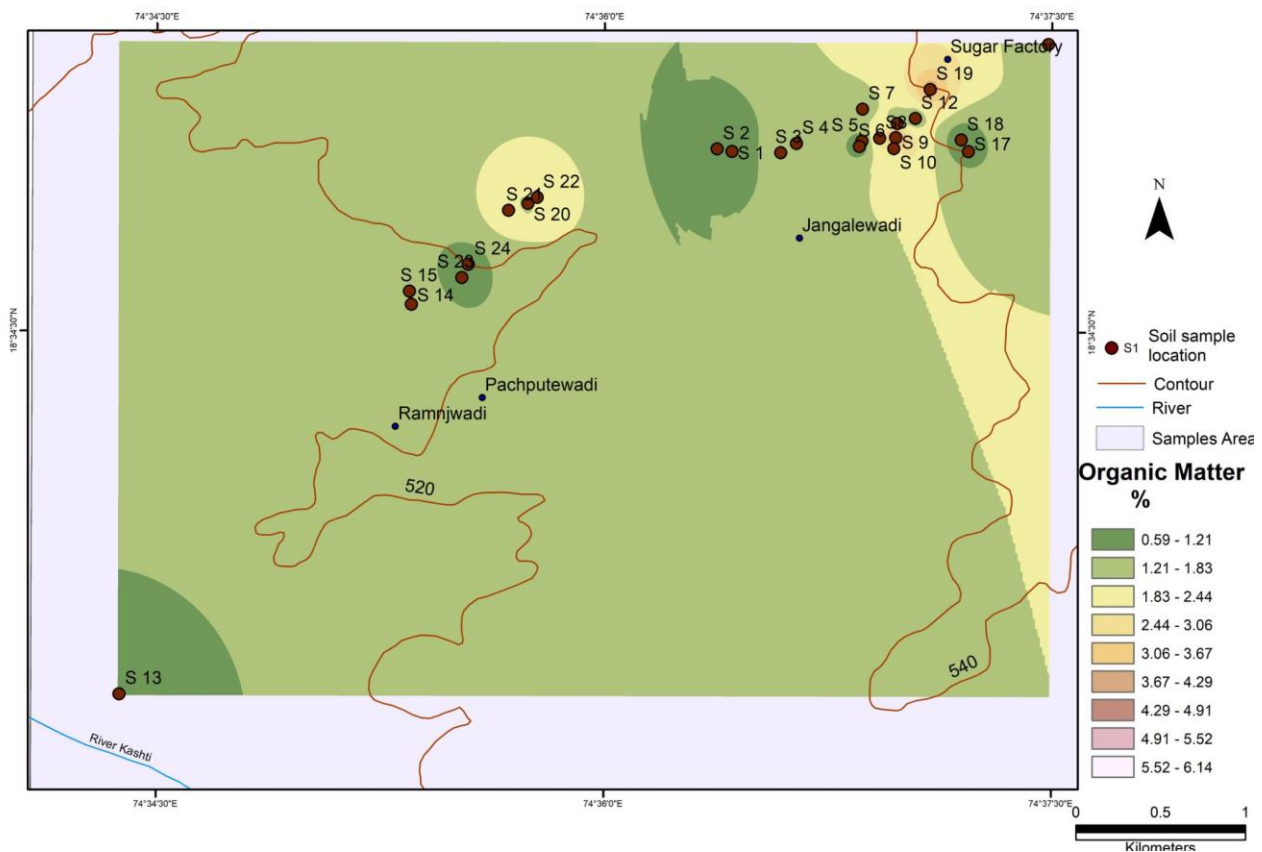 74°34'30"E
74°36'0"E
74°37'30"E
Sugar Factory
S 19
S 7
S 12
S 2
S 1
S 3
S 4
S 5
S 6
S 8
S 9
S 10
S 18
S 17
S 22
S 21
S 20
Jangalewadi
N
S 24
S 23
S 15
S 14
18°34'30"N
18°34'30"N
S1
Soil sample
location
Contour
River
Samples Area
Pachputewadi
Ramnjwadi
520
540
Organic Matter
%
0.59 - 1.21
1.21 - 1.83
1.83 - 2.44
2.44 - 3.06
3.06 - 3.67
3.67 - 4.29
4.29 - 4.91
4.91 - 5.52
5.52 - 6.14
S 13
River Kashti
74°34'30"E
74°36'0"E
74°37'30"E
0 0.5 1
Kilometers